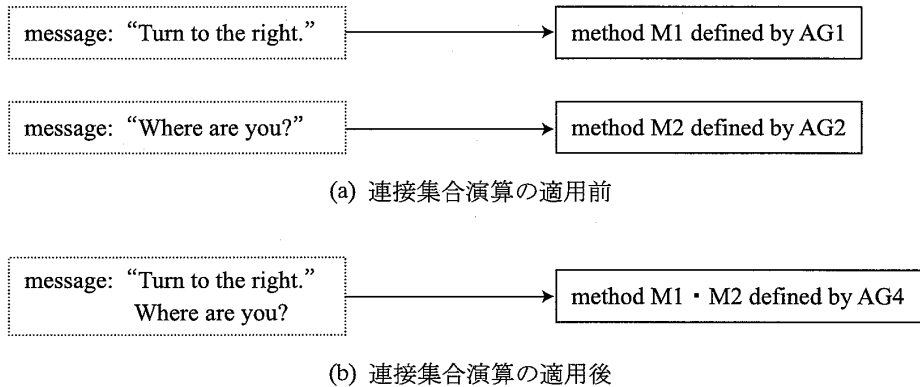 message: “Turn to the right.”
method M1 defined by AG1
message: “Where are you?”
method M2 defined by AG2
(a) 連接集合演算の適用前
message: “Turn to the right.”
Where are you?
method M1・M2 defined by AG4
(b) 連接集合演算の適用後